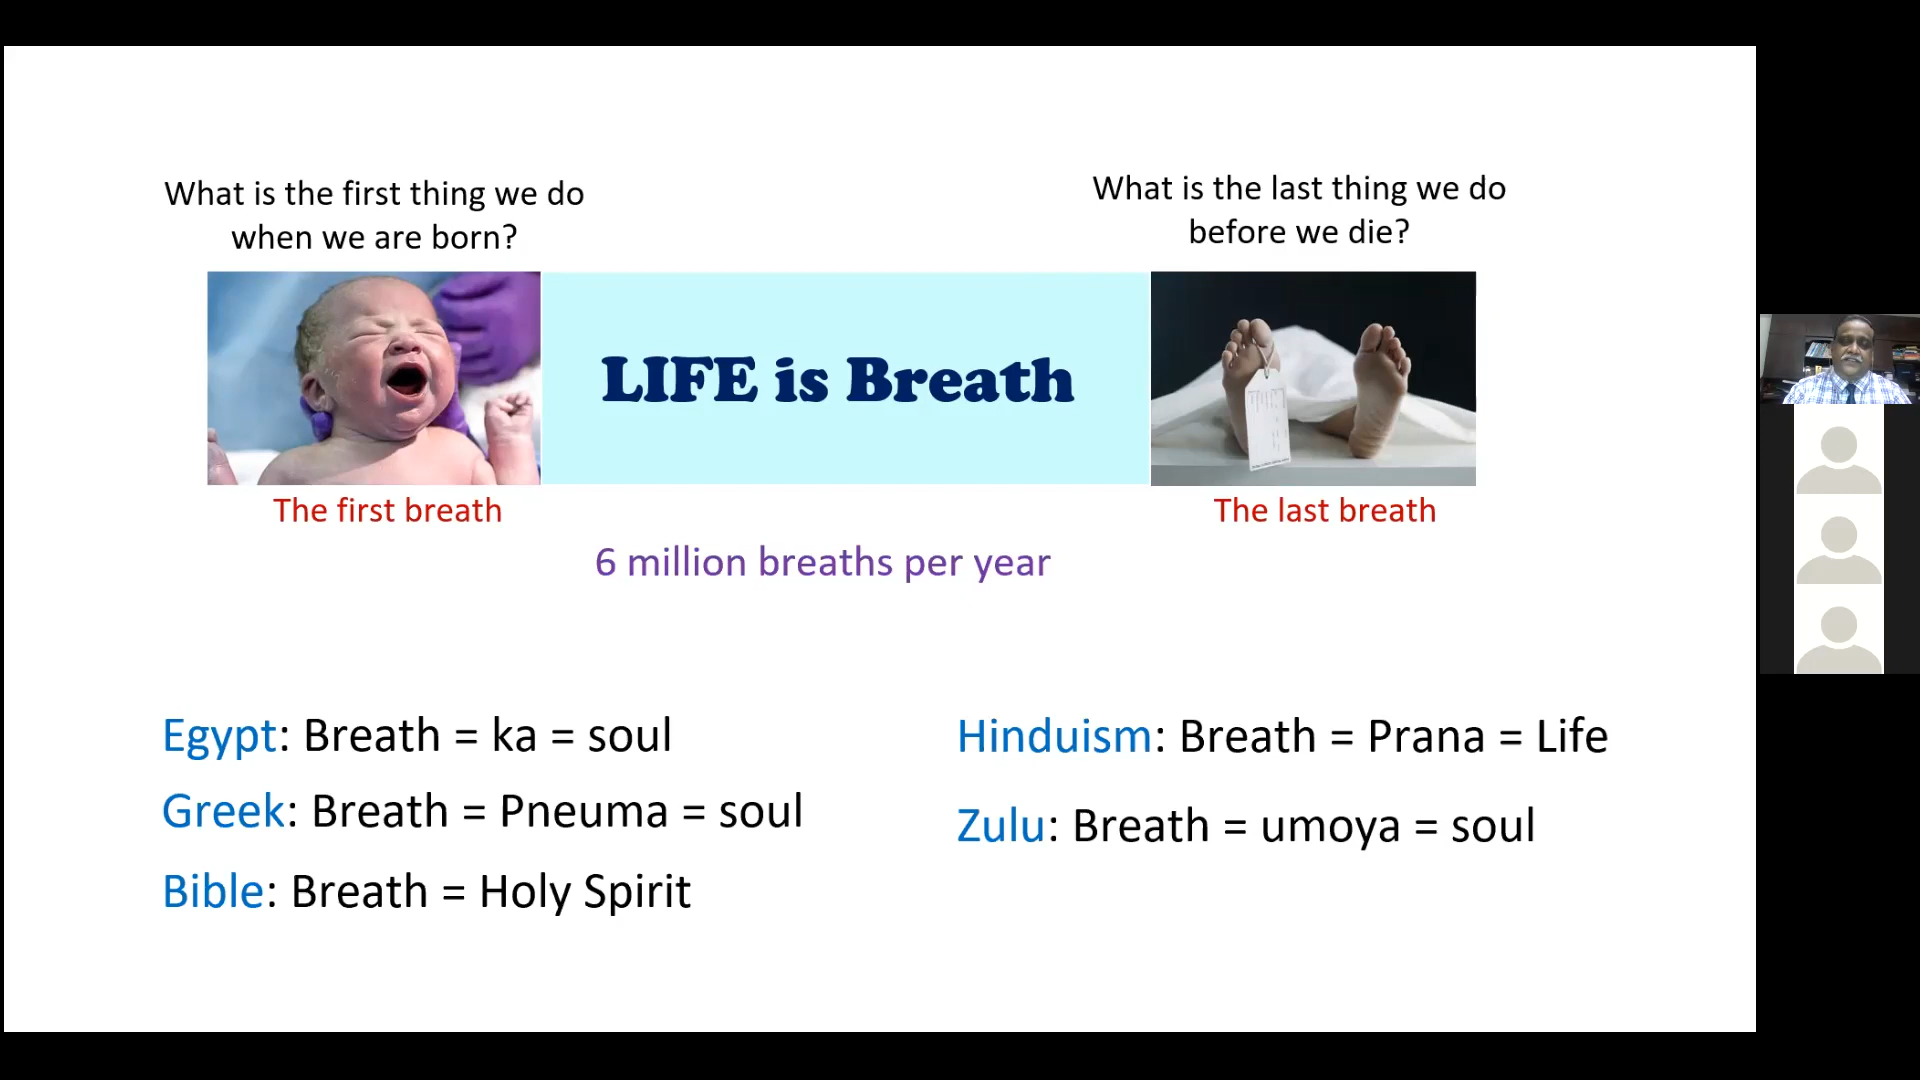 What is the first thing we do
when we are born?
What is the last thing we do
before we die?
LIFE is Breath
The first breath
The last breath
6 million breaths per year
Egypt: Breath = ka = soul
Greek: Breath = Pneuma = soul
Bible: Breath = Holy Spirit
Hinduism: Breath = Prana = Life
Zulu: Breath = umoya = soul